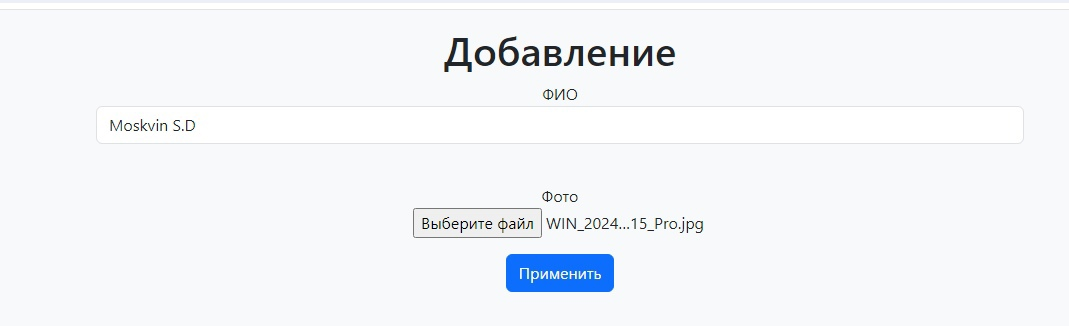 Добавление
ФИО
Moskvin S.D
Фото
Выберите файл WIN_2024...15_Pro.jpg
Применить